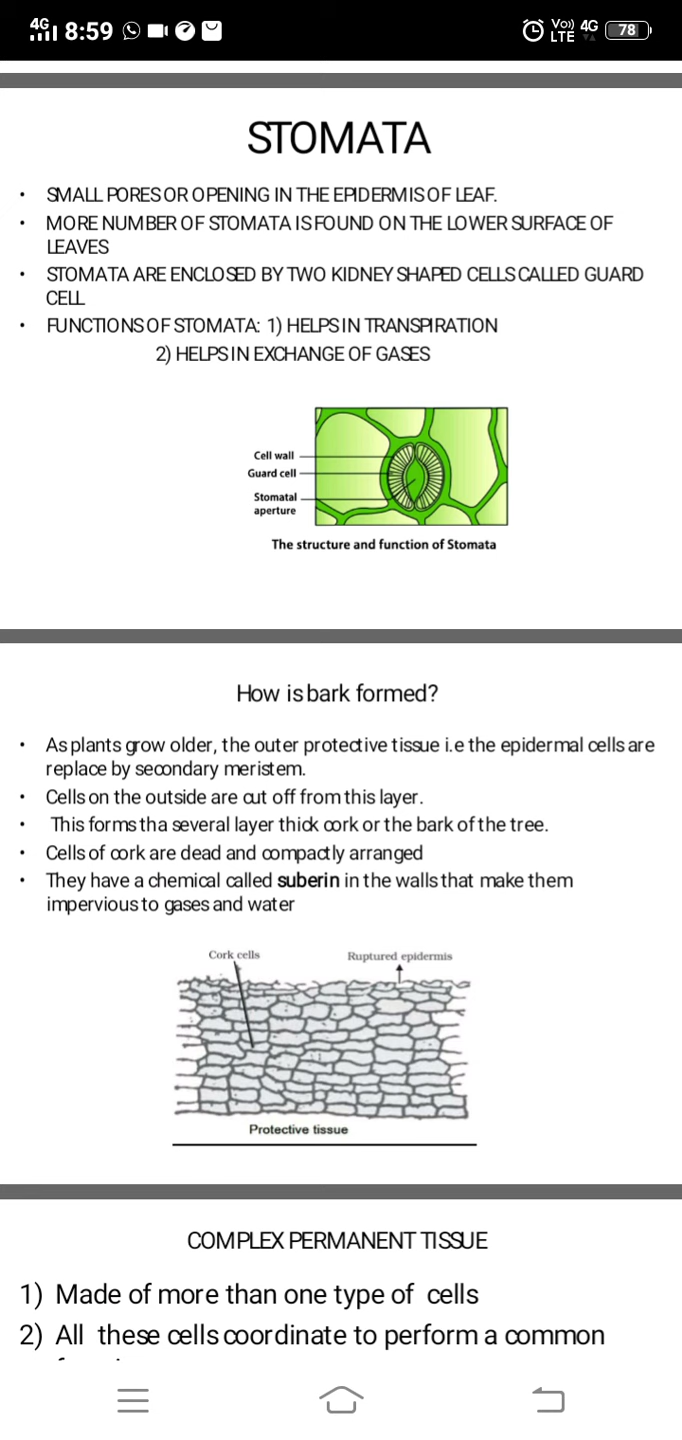 4G 8:59 Vo)) LTE 4G 78
STOMATA
• SMALL PORES OR OPENING IN THE EPIDERMIS OF LEAF.
• MORE NUMBER OF STOMATA IS FOUND ON THE LOWER SURFACE OF
LEAVES
• STOMATA ARE ENCLOSED BY TWO KIDNEY SHAPED CELLS CALLED GUARD
CELL
• FUNCTIONS OF STOMATA: 1) HELPS IN TRANSPIRATION
2) HELPS IN EXCHANGE OF GASES
Cell wall
Guard cell
Stomatal
aperture
The structure and function of Stomata
How is bark formed?
• As plants grow older, the outer protective tissue i.e the epidermal cells are
replace by secondary meristem.
• Cells on the outside are cut off from this layer.
• This forms tha several layer thick cork or the bark of the tree.
• Cells of cork are dead and compactly arranged
• They have a chemical called suberin in the walls that make them
impervious to gases and water
Cork cells Ruptured epidermis
Protective tissue
COMPLEX PERMANENT TISSUE
1) Made of more than one type of cells
2) All these cells coordinate to perform a common